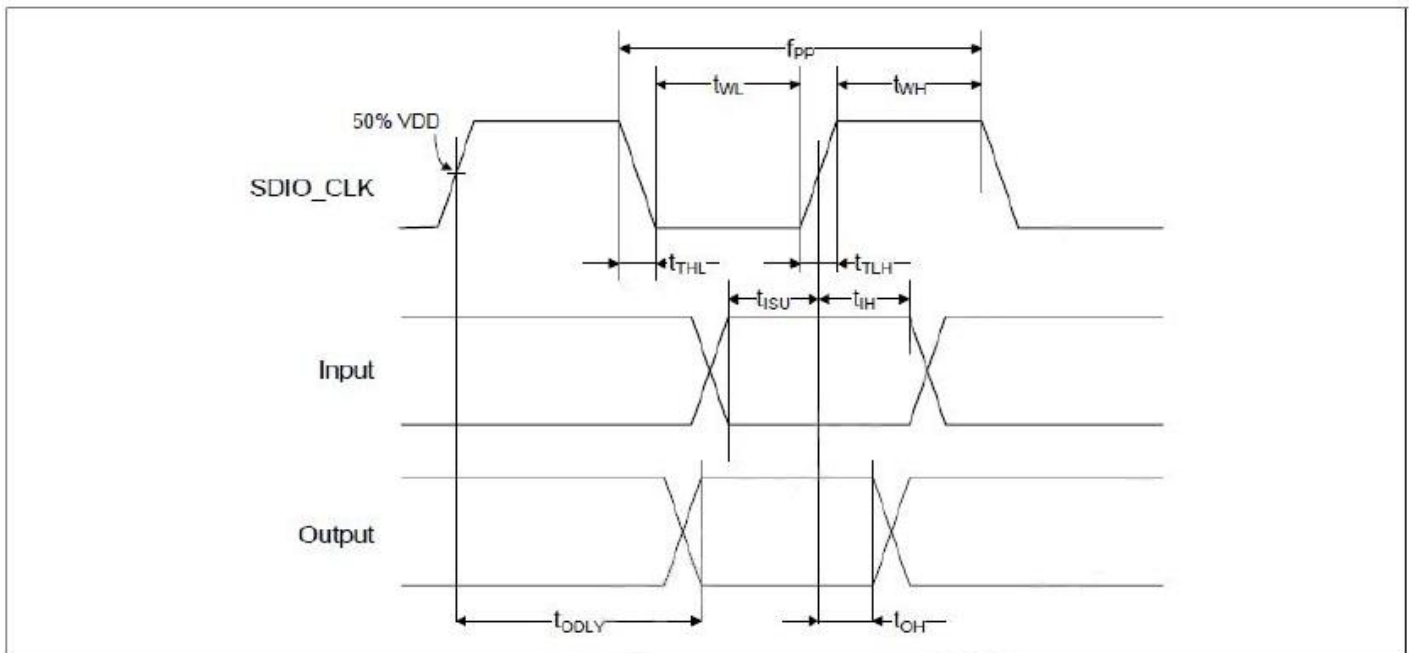 fPP
tWL
tWH
50% VDD
SDIO_CLK
tTHL
tTLH
tISU
tIH
Input
Output
tODLY
tOH